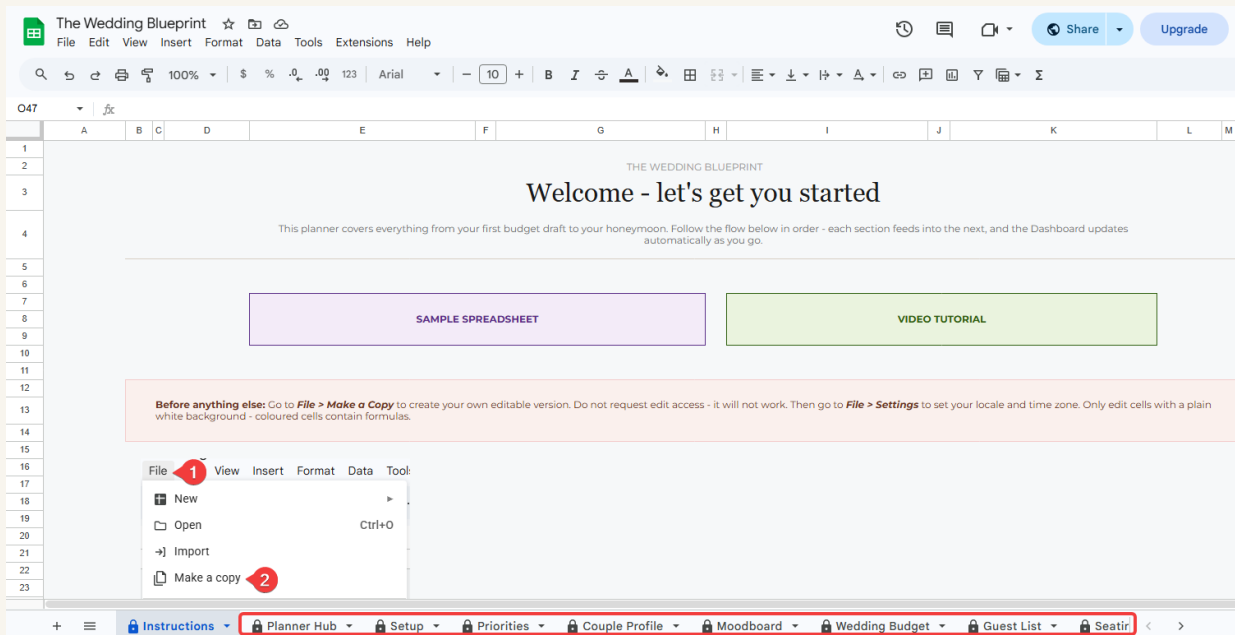 The Wedding Blueprint
File Edit View Insert Format Data Tools Extensions Help
Share
Upgrade
100% $ % .0 .00 123 Arial 10 B I S A Σ
O47 fx
A B C D E F G H I J K L M
1
2
3
4
5
6
7
8
9
10
11
12
13
14
15
16
17
18
19
20
21
22
23
THE WEDDING BLUEPRINT
Welcome - let's get you started
This planner covers everything from your first budget draft to your honeymoon. Follow the flow below in order - each section feeds into the next, and the Dashboard updates
automatically as you go.
SAMPLE SPREADSHEET
VIDEO TUTORIAL
Before anything else: Go to File > Make a Copy to create your own editable version. Do not request edit access - it will not work. Then go to File > Settings to set your locale and time zone. Only edit cells with a plain
white background - coloured cells contain formulas.
File 1 View Insert Format Data Tools
New
Open Ctrl+O
Import
Make a copy 2
Instructions Planner Hub Setup Priorities Couple Profile Moodboard Wedding Budget Guest List Seatin